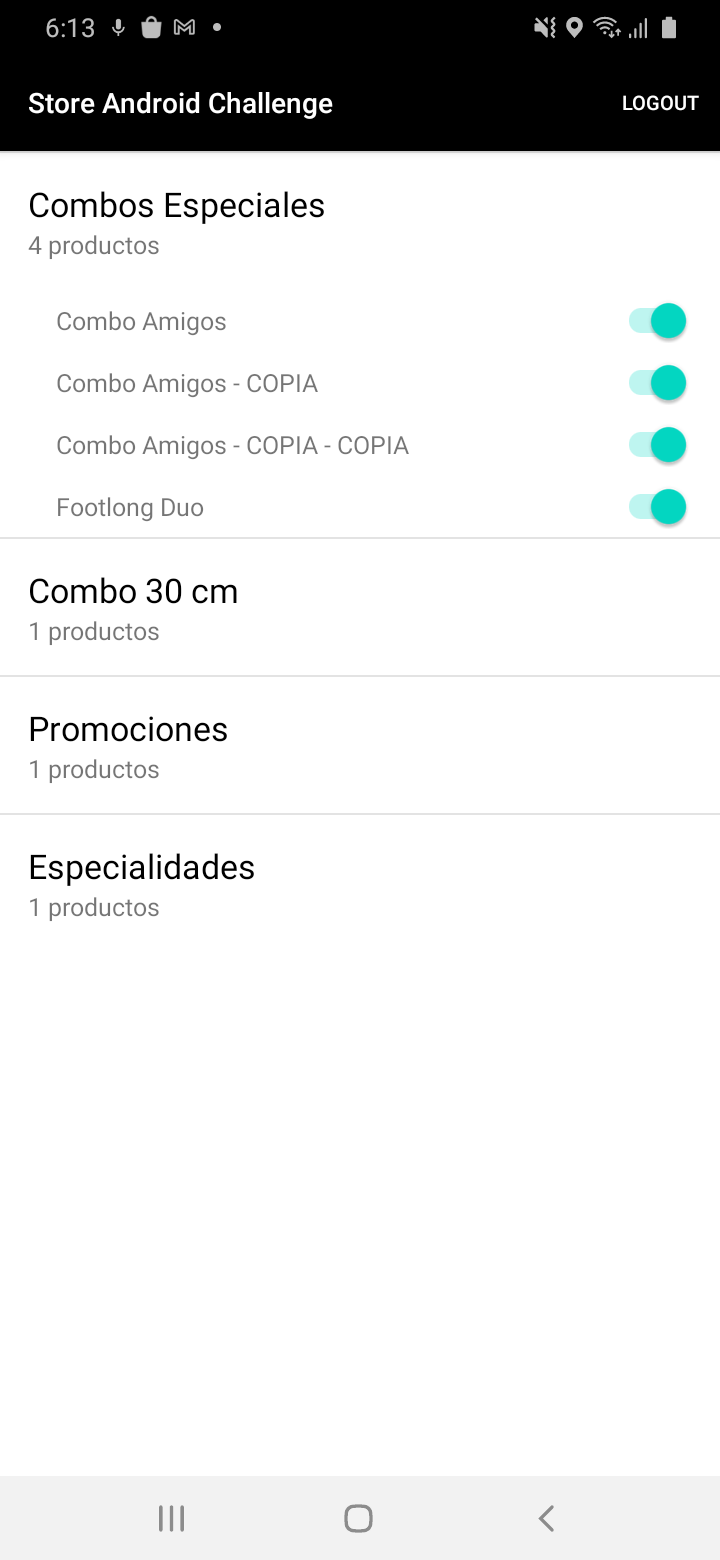 6:13
Store Android Challenge
LOGOUT
Combos Especiales
4 productos
Combo Amigos
Combo Amigos - COPIA
Combo Amigos - COPIA - COPIA
Footlong Duo
Combo 30 cm
1 productos
Promociones
1 productos
Especialidades
1 productos